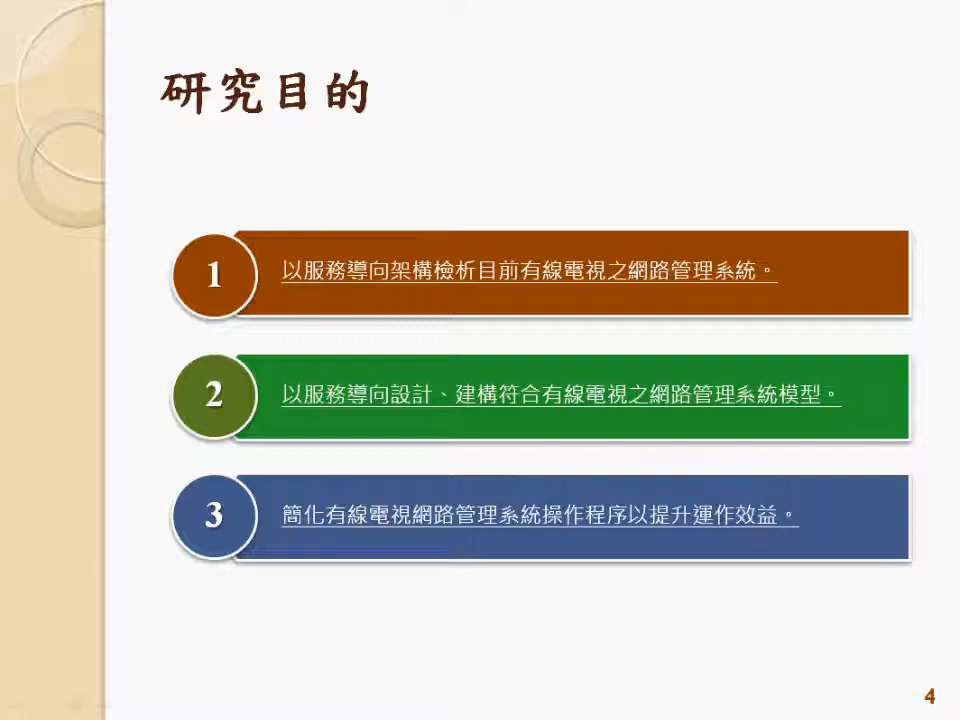 研究目的
1
以服務導向架構檢析目前有線電視之網路管理系統。
2
以服務導向設計、建構符合有線電視之網路管理系統模型。
3
簡化有線電視網路管理系統操作程序以提升運作效益。
4